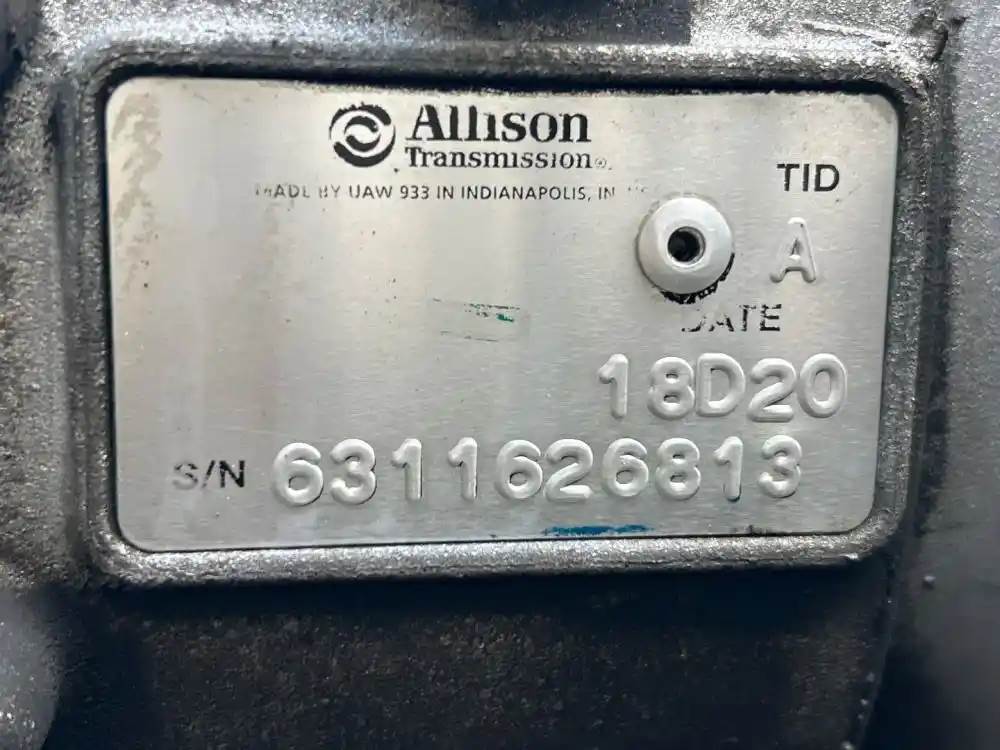 Allison
Transmission®
MADE BY UAW 933 IN INDIANAPOLIS, IN
TID
A
DATE
18D20
S/N 6311626813